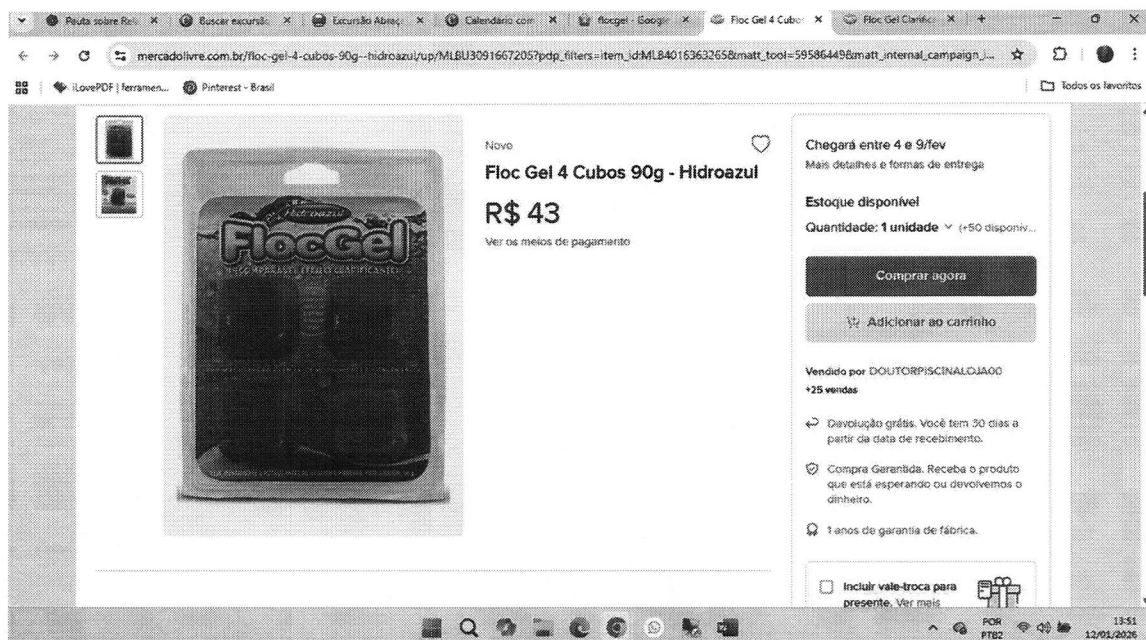 Pauta sobre Rel
Buscar excursão
Excursão Abraç
Calendário com
flocgel - Google
Floc Gel 4 Cubo
Floc Gel Clarific
mercadolivre.com.br/floc-gel-4-cubos-90g--hidroazul/up/MLBU3091667205?pdp_filters=item_id:MLB4016363265&matt_tool=59586449&matt_internal_campaign_i...
iLovePDF | ferramen...
Pinterest - Brasil
Todos os favoritos
Novo
Floc Gel 4 Cubos 90g - Hidroazul
R$ 43
Ver os meios de pagamento
Hidroazul
FlocGel
INCOMPARÁVEL EFEITO CLARIFICANTE
Chegará entre 4 e 9/fev
Mais detalhes e formas de entrega
Estoque disponível
Quantidade: 1 unidade (+50 disponív...
Comprar agora
Adicionar ao carrinho
Vendido por DOUTORPISCINALOJA00
+25 vendas
Devolução grátis. Você tem 30 dias a
partir da data de recebimento.
Compra Garantida. Receba o produto
que está esperando ou devolvemos o
dinheiro.
1 anos de garantia de fábrica.
Incluir vale-troca para
presente. Ver mais
POR
PTB2
13:51
12/01/2026